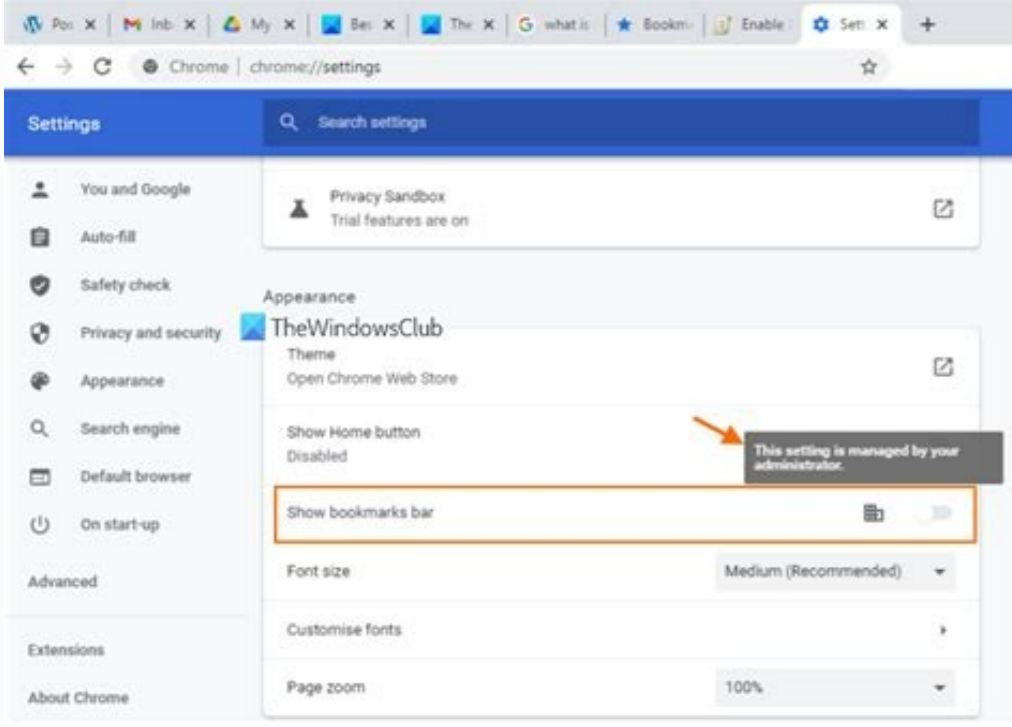 Pos
Inb
My
Bes
The
what is
Bookm
Enable
Sett
Chrome | chrome://settings
Settings
Search settings
You and Google
Auto-fill
Safety check
Privacy and security
Appearance
Search engine
Default browser
On start-up
Advanced
Extensions
About Chrome
Privacy Sandbox
Trial features are on
Appearance
TheWindowsClub
Theme
Open Chrome Web Store
Show Home button
Disabled
This setting is managed by your
administrator.
Show bookmarks bar
Font size
Medium (Recommended)
Customise fonts
Page zoom
100%